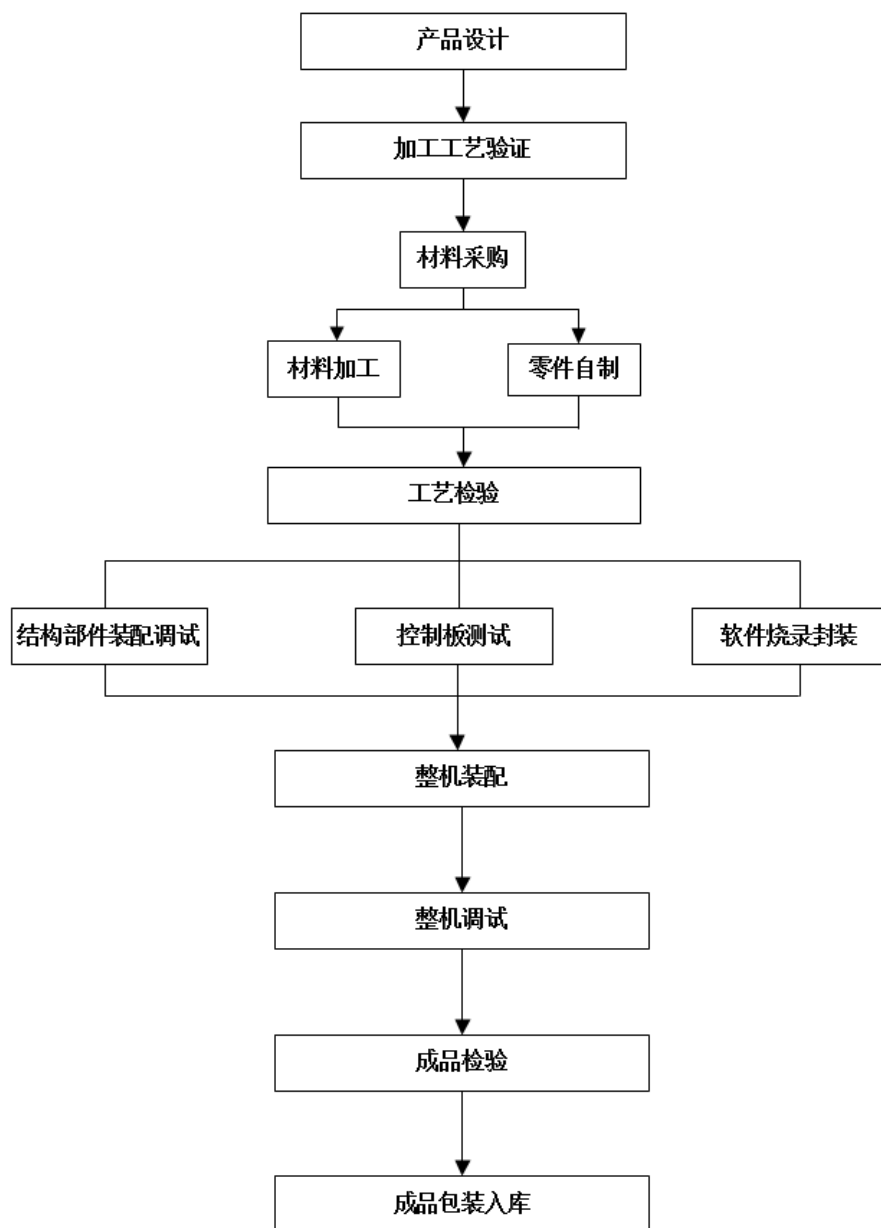 产品设计
加工工艺验证
材料采购
材料加工
零件自制
工艺检验
结构部件装配调试
控制板测试
软件烧录封装
整机装配
整机调试
成品检验
成品包装入库